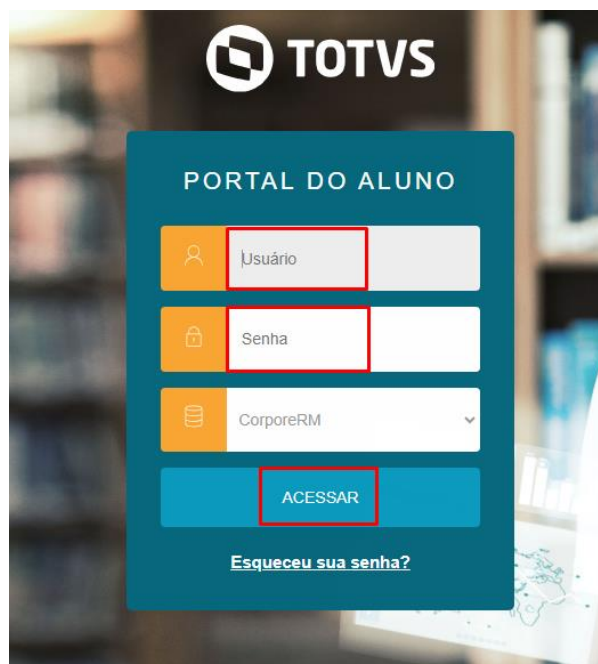 TOTVS
PORTAL DO ALUNO
Usuário
Senha
CorporeRM
ACESSAR
Esqueceu sua senha?